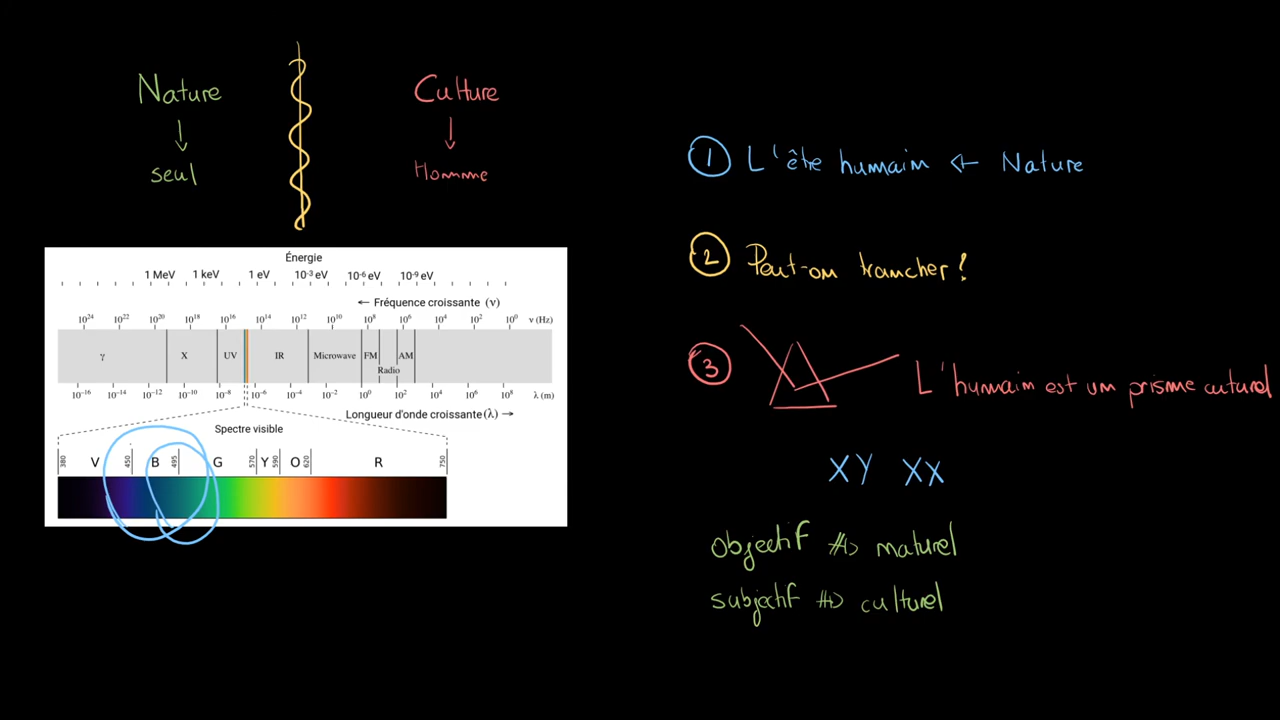 Nature
Culture
seul
Homme
Énergie
1 MeV 1 keV 1 eV 10⁻³ eV 10⁻⁶ eV 10⁻⁹ eV
← Fréquence croissante (ν)
10²⁴ 10²² 10²⁰ 10¹⁸ 10¹⁶ 10¹⁴ 10¹² 10¹⁰ 10⁸ 10⁶ 10⁴ 10² 10⁰ ν (Hz)
γ X UV IR Microwave FM AM
Radio
10⁻¹⁶ 10⁻¹⁴ 10⁻¹² 10⁻¹⁰ 10⁻⁸ 10⁻⁶ 10⁻⁴ 10⁻² 10⁰ 10² 10⁴ 10⁶ 10⁸ λ (m)
Longueur d'onde croissante(λ) →
Spectre visible
380 V 450 B 495 G 570 Y 590 O 620 R 750
1 L'ête humain ← Nature
2 Peut-on trancher?
3 L'humain est un prisme cuturel
XY XX
objectif ≠> naturel
subjectif ≠> culturel